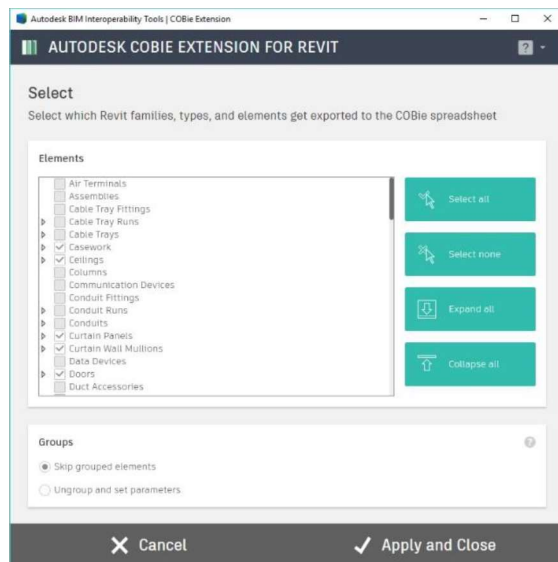 Autodesk BIM Interoperability Tools | COBie Extension
AUTODESK COBIE EXTENSION FOR REVIT
?
Select
Select which Revit families, types, and elements get exported to the COBie spreadsheet
Elements
Air Terminals
Assemblies
Cable Tray Fittings
Cable Tray Runs
Cable Trays
Casework
Ceilings
Columns
Communication Devices
Conduit Fittings
Conduit Runs
Conduits
Curtain Panels
Curtain Wall Mullions
Data Devices
Doors
Duct Accessories
Select all
Select none
Expand all
Collapse all
Groups
?
Skip grouped elements
Ungroup and set parameters
Cancel
Apply and Close